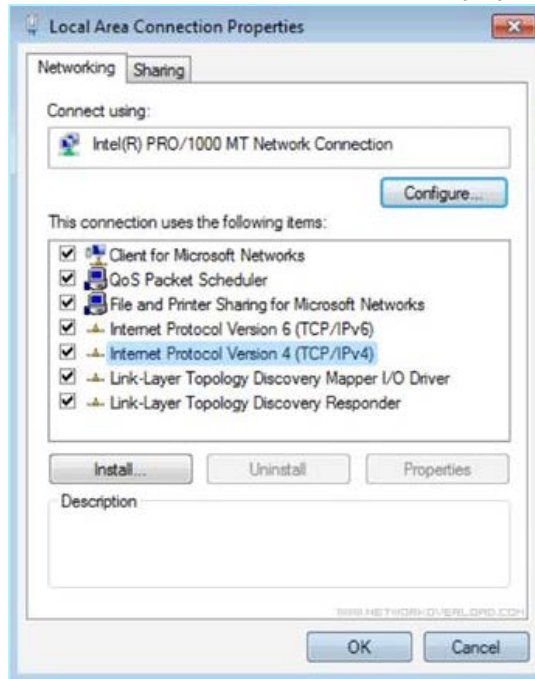 Local Area Connection Properties
Networking Sharing
Connect using:
Intel(R) PRO/1000 MT Network Connection
Configure...
This connection uses the following items:
Client for Microsoft Networks
QoS Packet Scheduler
File and Printer Sharing for Microsoft Networks
Internet Protocol Version 6 (TCP/IPv6)
Internet Protocol Version 4 (TCP/IPv4)
Link-Layer Topology Discovery Mapper I/O Driver
Link-Layer Topology Discovery Responder
Install... Uninstall Properties
Description
WWW.NETWORKOVERLOAD.COM
OK Cancel